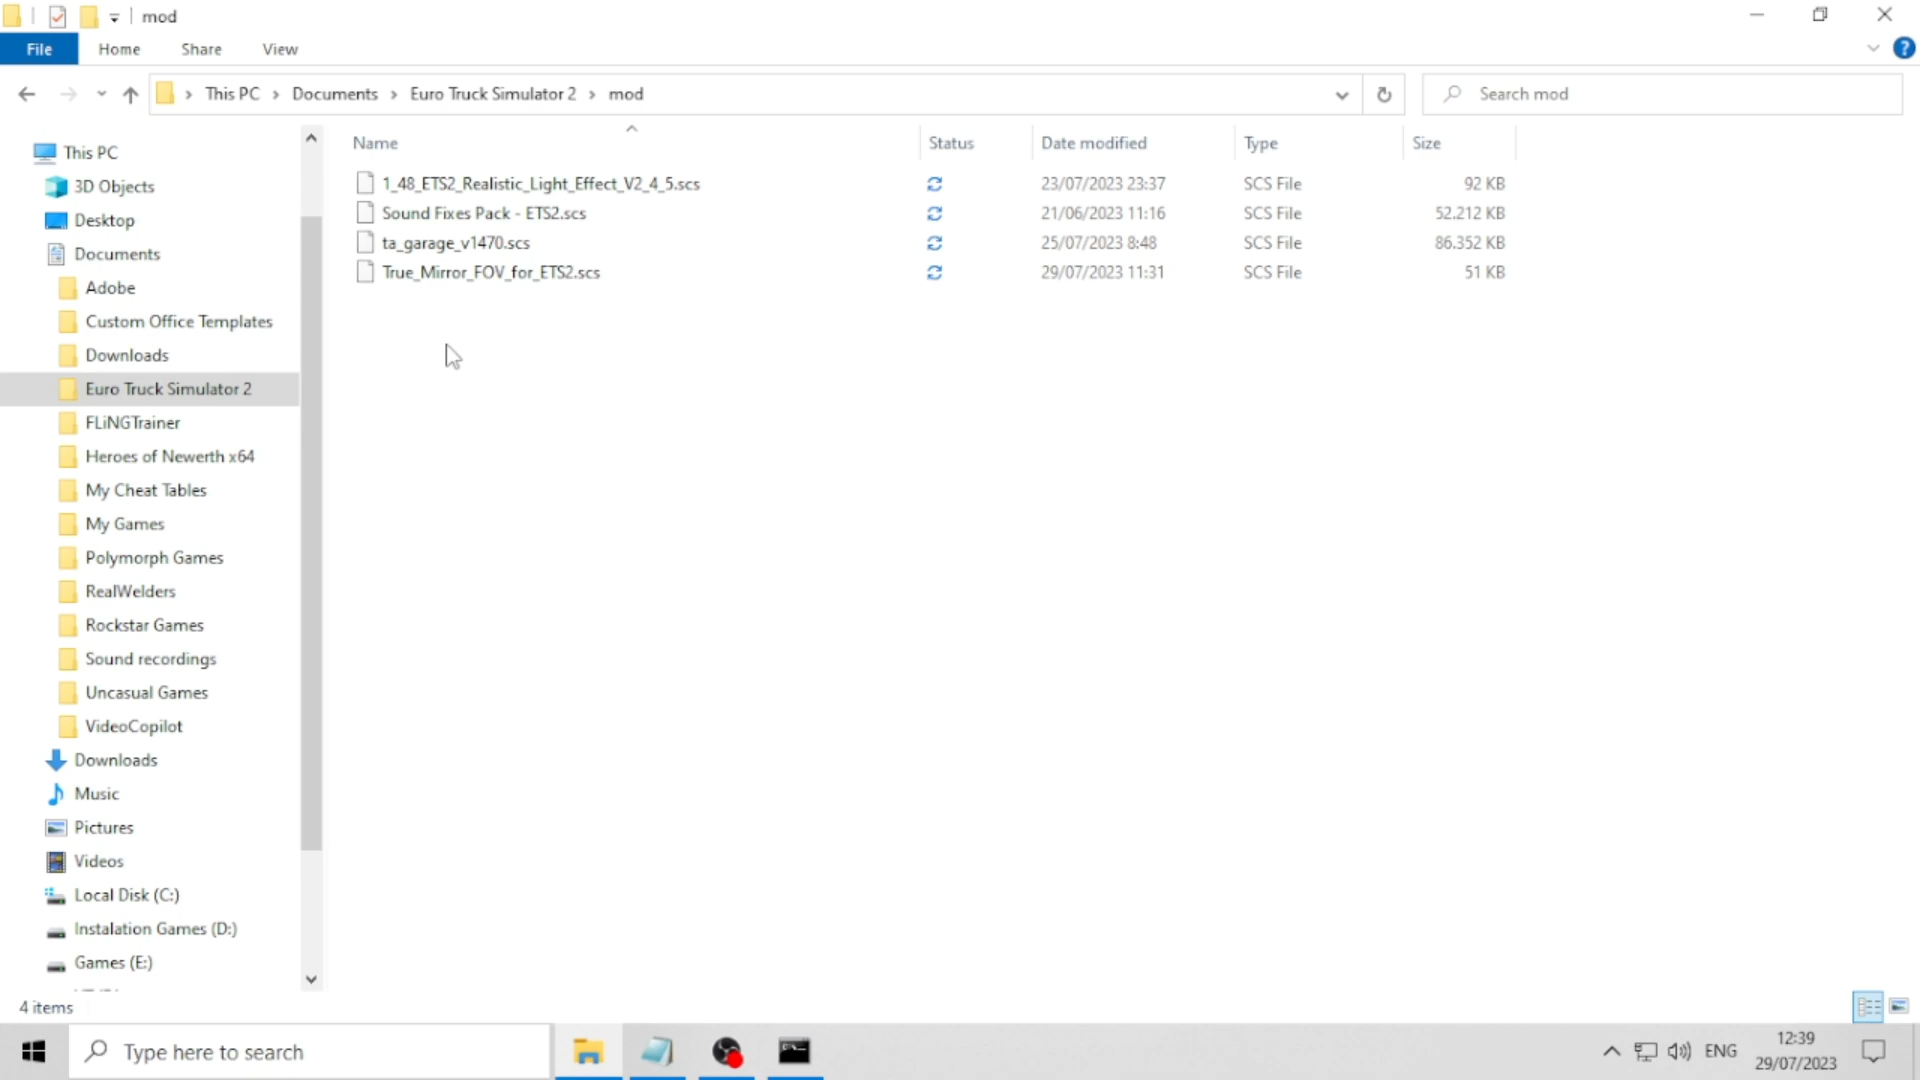 mod
File Home Share View
This PC Documents Euro Truck Simulator 2 mod Search mod
Name Status Date modified Type Size
1_48_ETS2_Realistic_Light_Effect_V2_4_5.scs 23/07/2023 23:37 SCS File 92 KB
Sound Fixes Pack - ETS2.scs 21/06/2023 11:16 SCS File 52.212 KB
ta_garage_v1470.scs 25/07/2023 8:48 SCS File 86.352 KB
True_Mirror_FOV_for_ETS2.scs 29/07/2023 11:31 SCS File 51 KB
This PC
3D Objects
Desktop
Documents
Adobe
Custom Office Templates
Downloads
Euro Truck Simulator 2
FLiNGTrainer
Heroes of Newerth x64
My Cheat Tables
My Games
Polymorph Games
RealWelders
Rockstar Games
Sound recordings
Uncasual Games
VideoCopilot
Downloads
Music
Pictures
Videos
Local Disk (C:)
Instalation Games (D:)
Games (E:)
4 items
Type here to search
ENG
12:39
29/07/2023